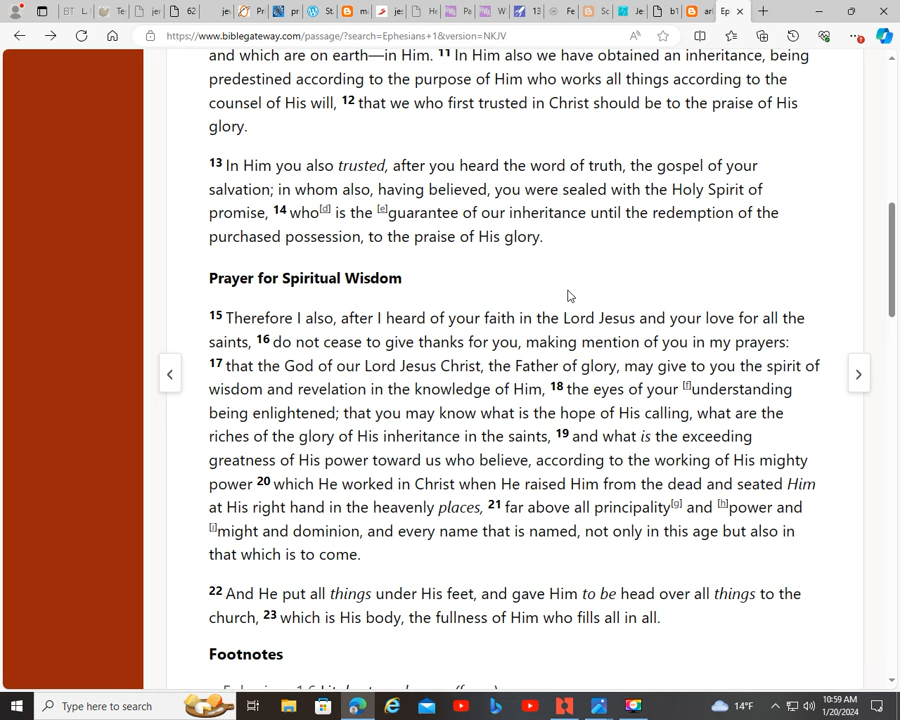 BT
Te
jer
62
Pr
pr
St.
m
je
He
Pa
W
13
Fe
Sc
Je
b1
ari
Ep
https://www.biblegateway.com/passage/?search=Ephesians+1&version=NKJV
and which are on earth—in Him. 11 In Him also we have obtained an inheritance, being
predestined according to the purpose of Him who works all things according to the
counsel of His will, 12 that we who first trusted in Christ should be to the praise of His
glory.
13 In Him you also trusted, after you heard the word of truth, the gospel of your
salvation; in whom also, having believed, you were sealed with the Holy Spirit of
promise, 14 who[d] is the [e]guarantee of our inheritance until the redemption of the
purchased possession, to the praise of His glory.
Prayer for Spiritual Wisdom
15 Therefore I also, after I heard of your faith in the Lord Jesus and your love for all the
saints, 16 do not cease to give thanks for you, making mention of you in my prayers:
17 that the God of our Lord Jesus Christ, the Father of glory, may give to you the spirit of
wisdom and revelation in the knowledge of Him, 18 the eyes of your [f]understanding
being enlightened; that you may know what is the hope of His calling, what are the
riches of the glory of His inheritance in the saints, 19 and what is the exceeding
greatness of His power toward us who believe, according to the working of His mighty
power 20 which He worked in Christ when He raised Him from the dead and seated Him
at His right hand in the heavenly places, 21 far above all principality[g] and [h]power and
[i]might and dominion, and every name that is named, not only in this age but also in
that which is to come.
22 And He put all things under His feet, and gave Him to be head over all things to the
church, 23 which is His body, the fullness of Him who fills all in all.
Footnotes
Type here to search
14°F
10:59 AM
1/20/2024